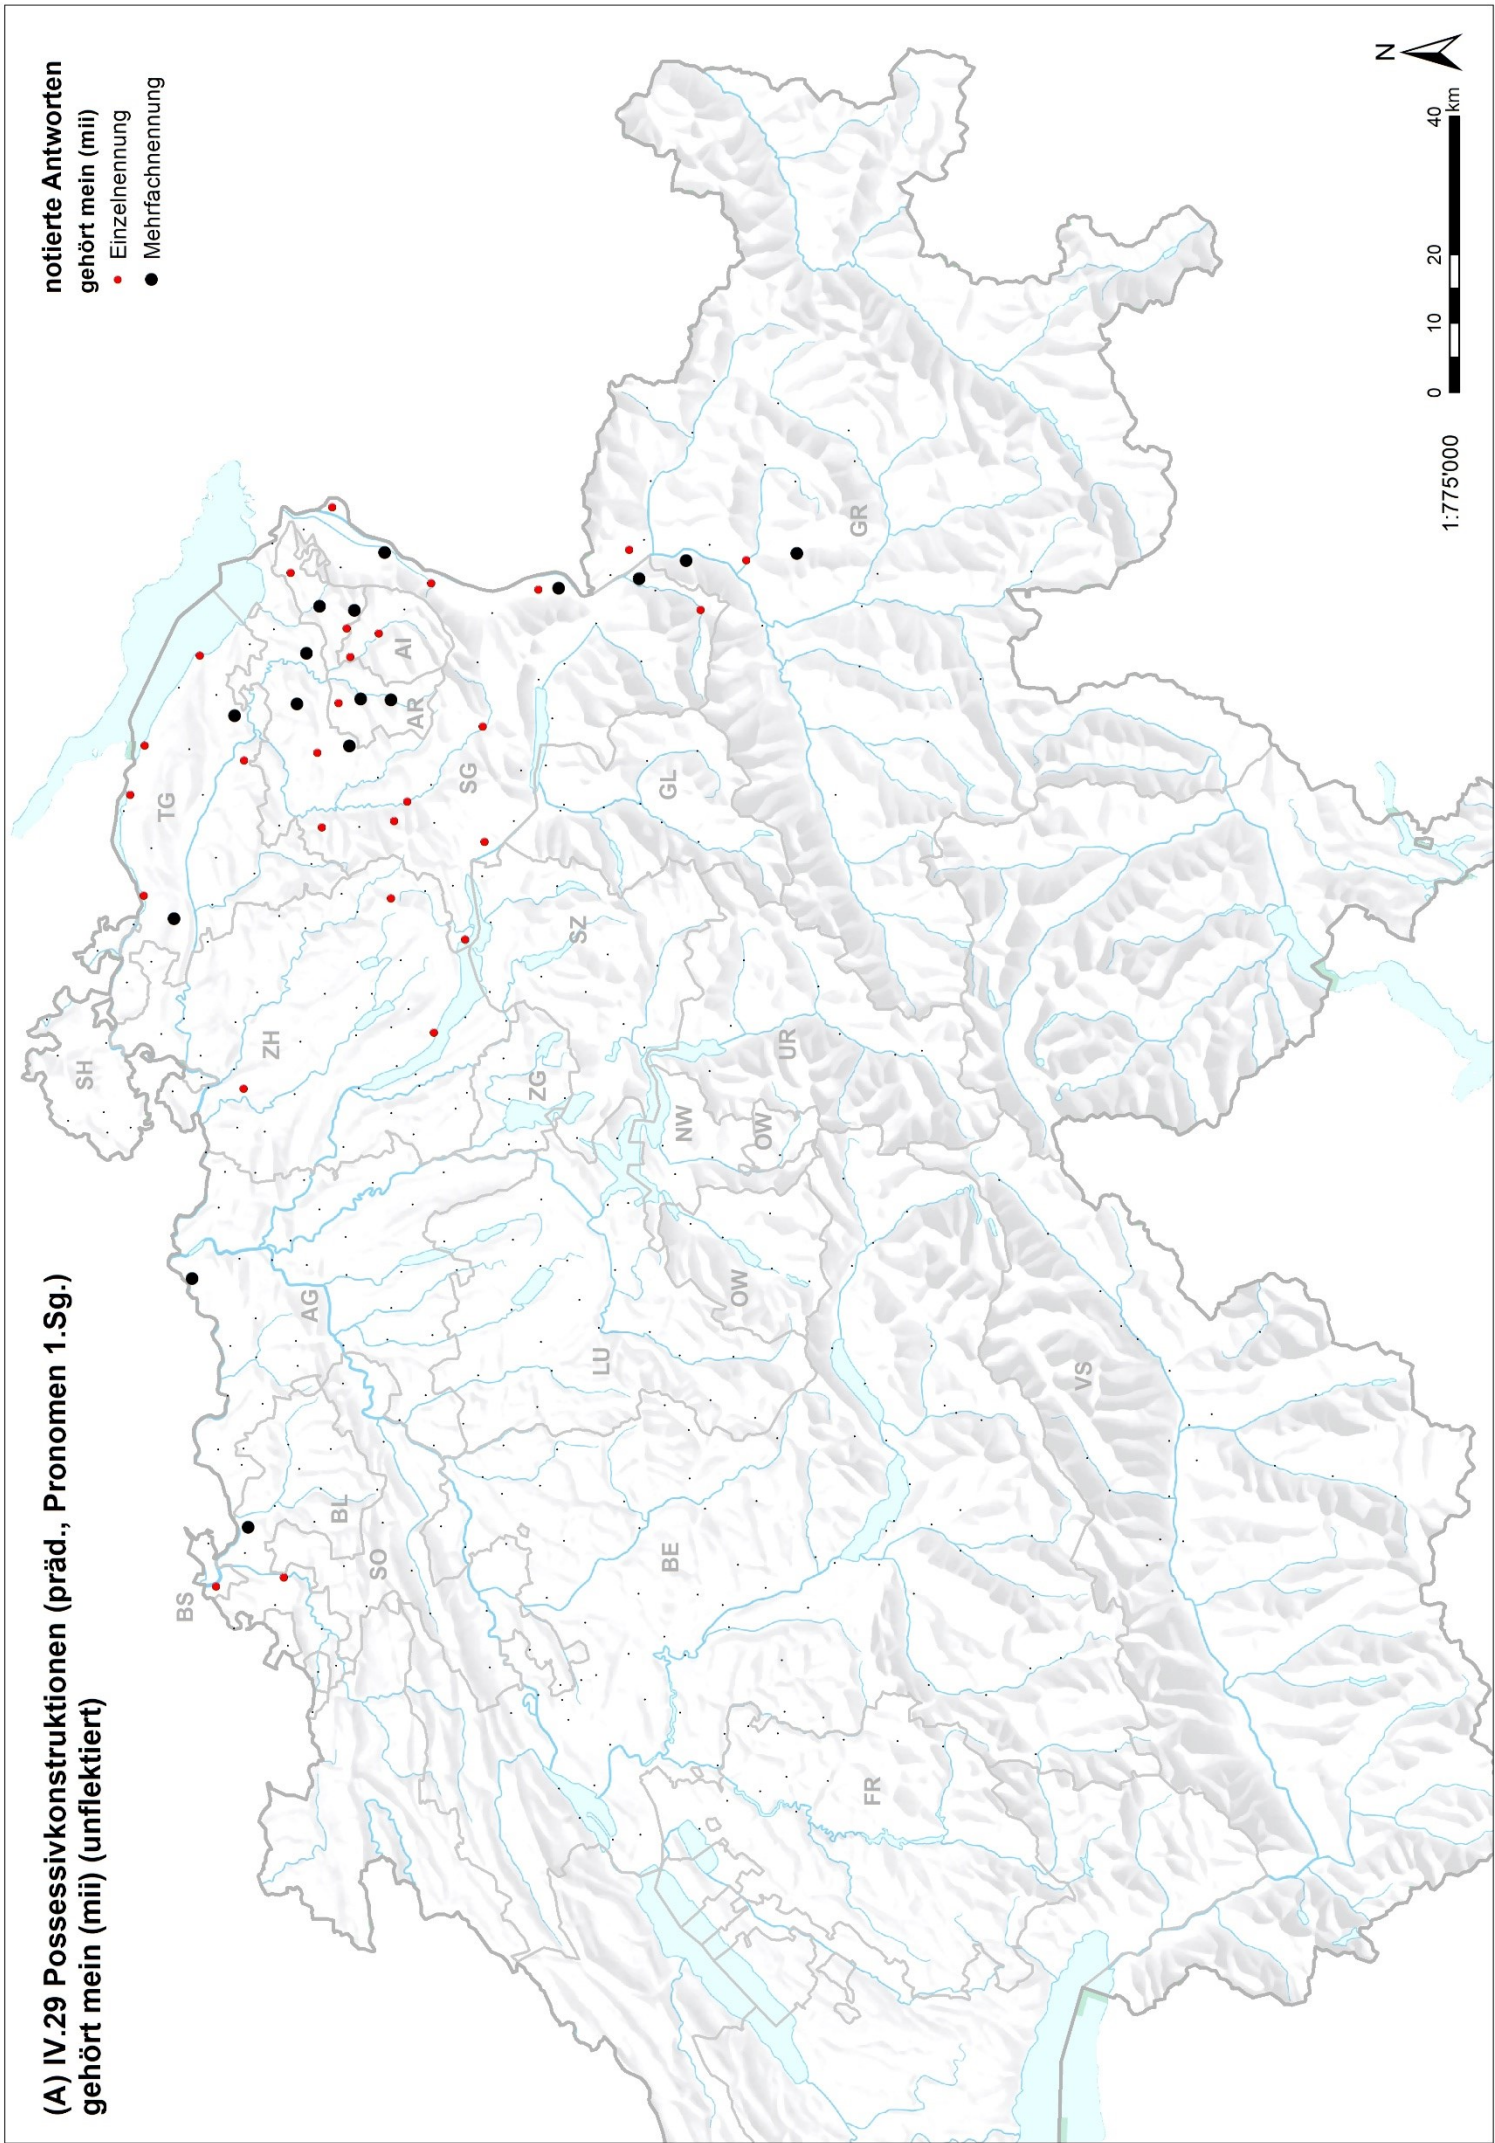 (A) IV.29 Possessivkonstruktionen (präd., Pronomen 1.Sg.)
gehört mein (mii) (unflektiert)
notierte Antworten
gehört mein (mii)
Einzelnennung
Mehrfachnennung
SH
BS
TG
ZH
AG
BL
SO
AI
AR
SG
ZG
SZ
LU
GL
NW
OW
OW
UR
BE
GR
FR
VS
N
0 10 20 40
km
1:775'000